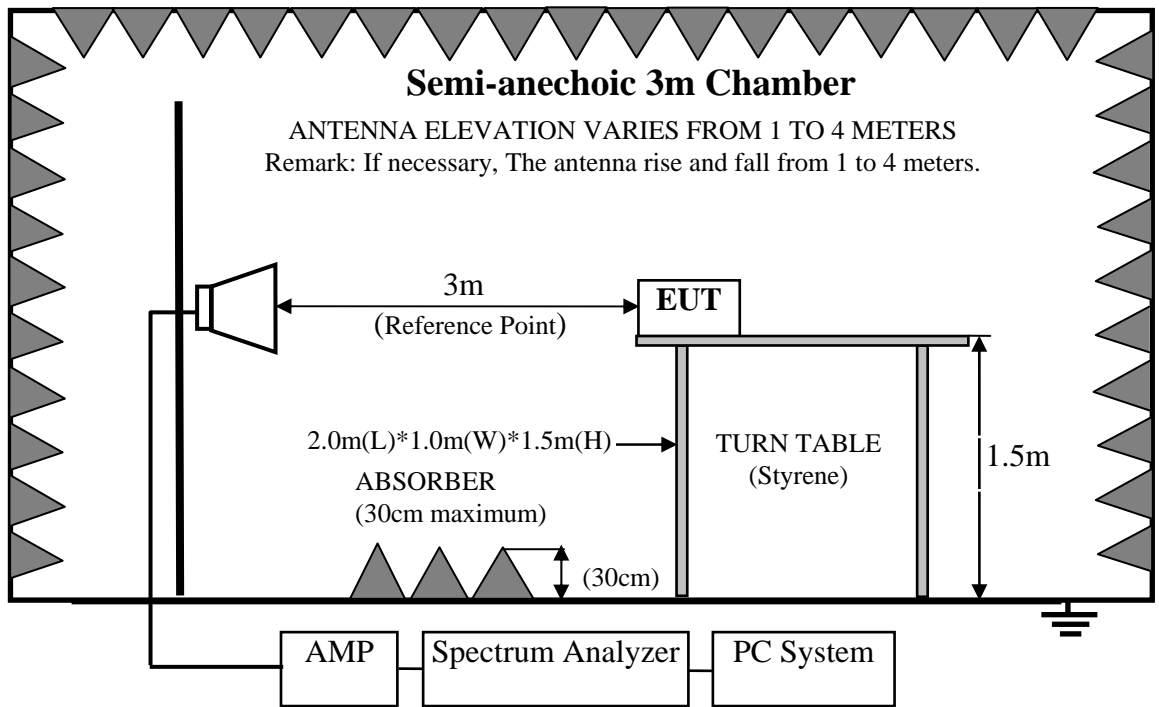 Semi-anechoic 3m Chamber
ANTENNA ELEVATION VARIES FROM 1 TO 4 METERS
Remark: If necessary, The antenna rise and fall from 1 to 4 meters.
3m
(Reference Point)
EUT
2.0m(L)*1.0m(W)*1.5m(H)
TURN TABLE
(Styrene)
1.5m
ABSORBER
(30cm maximum)
(30cm)
AMP
Spectrum Analyzer
PC System